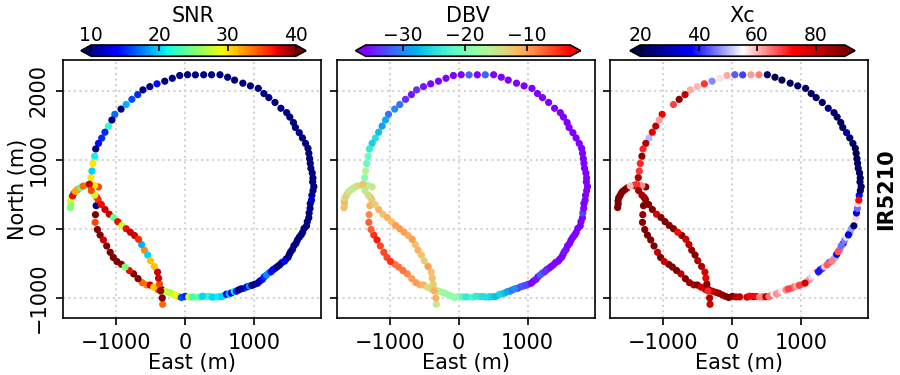 SNR DBV Xc
10 20 30 40 −30 −20 −10 20 40 60 80
2000
1000
0
−1000
North (m)
IR5210
−1000 0 1000 −1000 0 1000 −1000 0 1000
East (m) East (m) East (m)